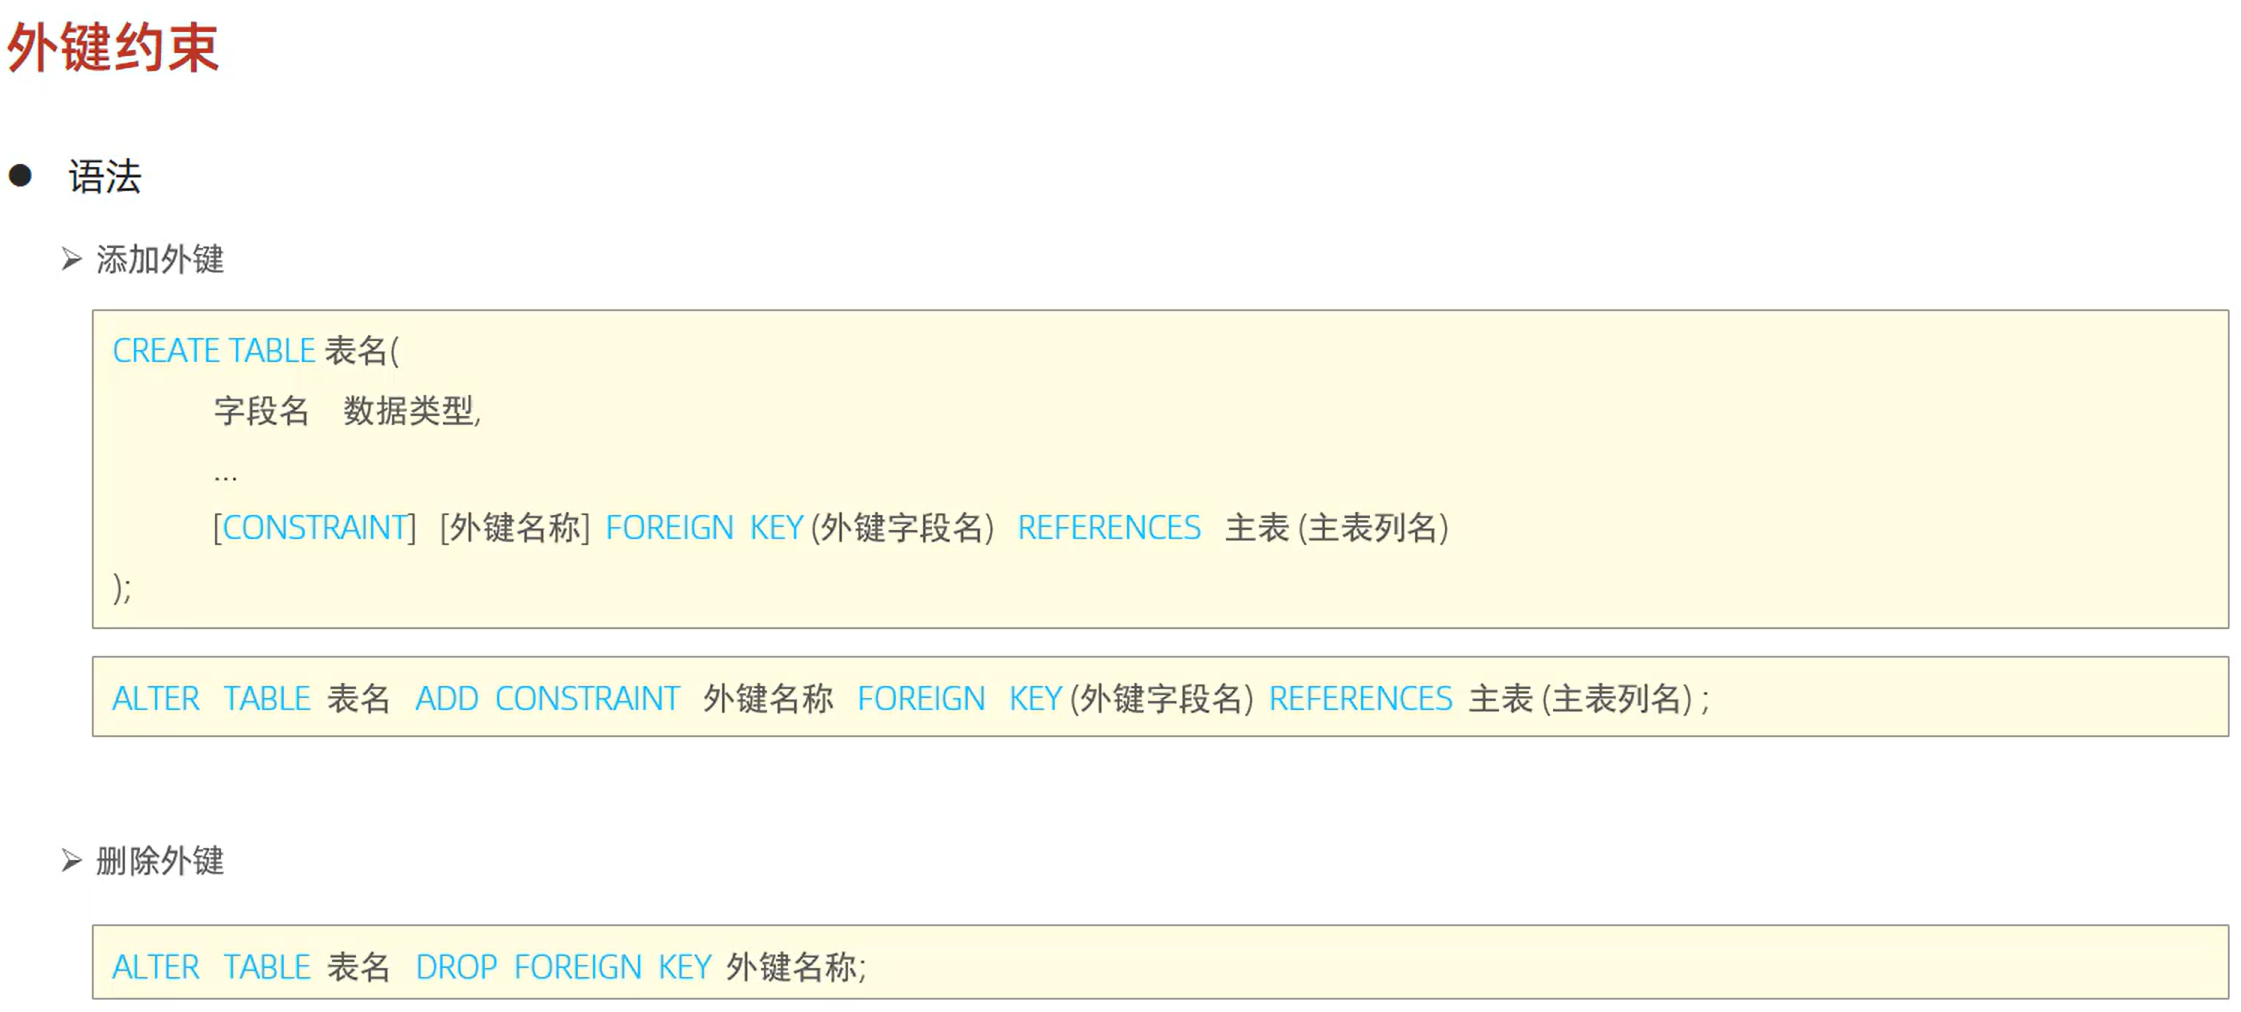 外键约束
● 语法
➢ 添加外键
CREATE TABLE 表名(
字段名 数据类型,
...
[CONSTRAINT] [外键名称] FOREIGN KEY (外键字段名) REFERENCES 主表 (主表列名)
);
ALTER TABLE 表名 ADD CONSTRAINT 外键名称 FOREIGN KEY (外键字段名) REFERENCES 主表 (主表列名) ;
➢ 删除外键
ALTER TABLE 表名 DROP FOREIGN KEY 外键名称;